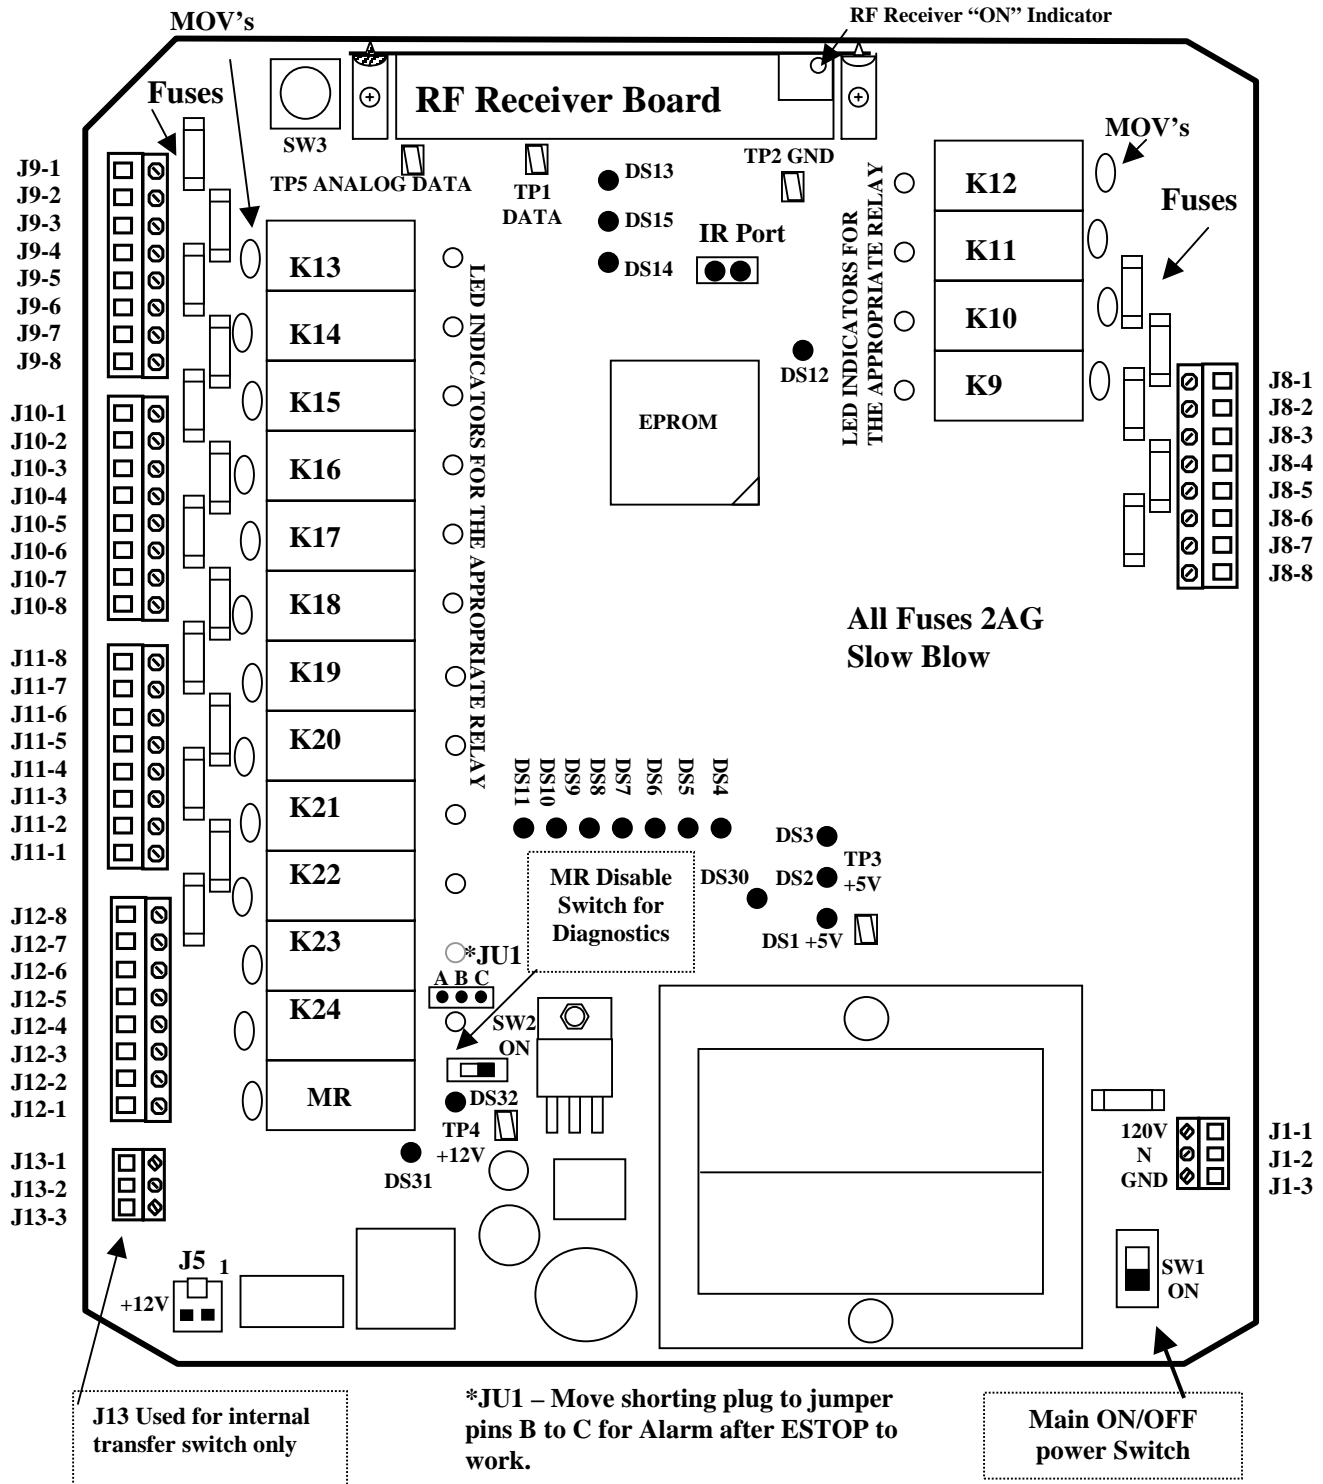 MOV's
RF Receiver “ON” Indicator
Fuses
RF Receiver Board
SW3
TP5 ANALOG DATA
TP1
DATA
TP2 GND
MOV's
Fuses
J9-1
J9-2
J9-3
J9-4
J9-5
J9-6
J9-7
J9-8
J10-1
J10-2
J10-3
J10-4
J10-5
J10-6
J10-7
J10-8
J11-8
J11-7
J11-6
J11-5
J11-4
J11-3
J11-2
J11-1
J12-8
J12-7
J12-6
J12-5
J12-4
J12-3
J12-2
J12-1
J13-1
J13-2
J13-3
K13
K14
K15
K16
K17
K18
K19
K20
K21
K22
K23
K24
MR
LED INDICATORS FOR THE APPROPRIATE RELAY
DS13
DS15
DS14
IR Port
DS12
EPROM
LED INDICATORS FOR
THE APPROPRIATE RELAY
K12
K11
K10
K9
J8-1
J8-2
J8-3
J8-4
J8-5
J8-6
J8-7
J8-8
All Fuses 2AG
Slow Blow
DS11
DS10
DS9
DS8
DS7
DS6
DS5
DS4
DS3
TP3
+5V
DS30
DS2
DS1 +5V
MR Disable
Switch for
Diagnostics
*JU1
A B C
SW2
ON
DS32
TP4
+12V
DS31
120V
N
GND
J1-1
J1-2
J1-3
SW1
ON
J5
1
+12V
J13 Used for internal
transfer switch only
*JU1 – Move shorting plug to jumper
pins B to C for Alarm after ESTOP to
work.
Main ON/OFF
power Switch